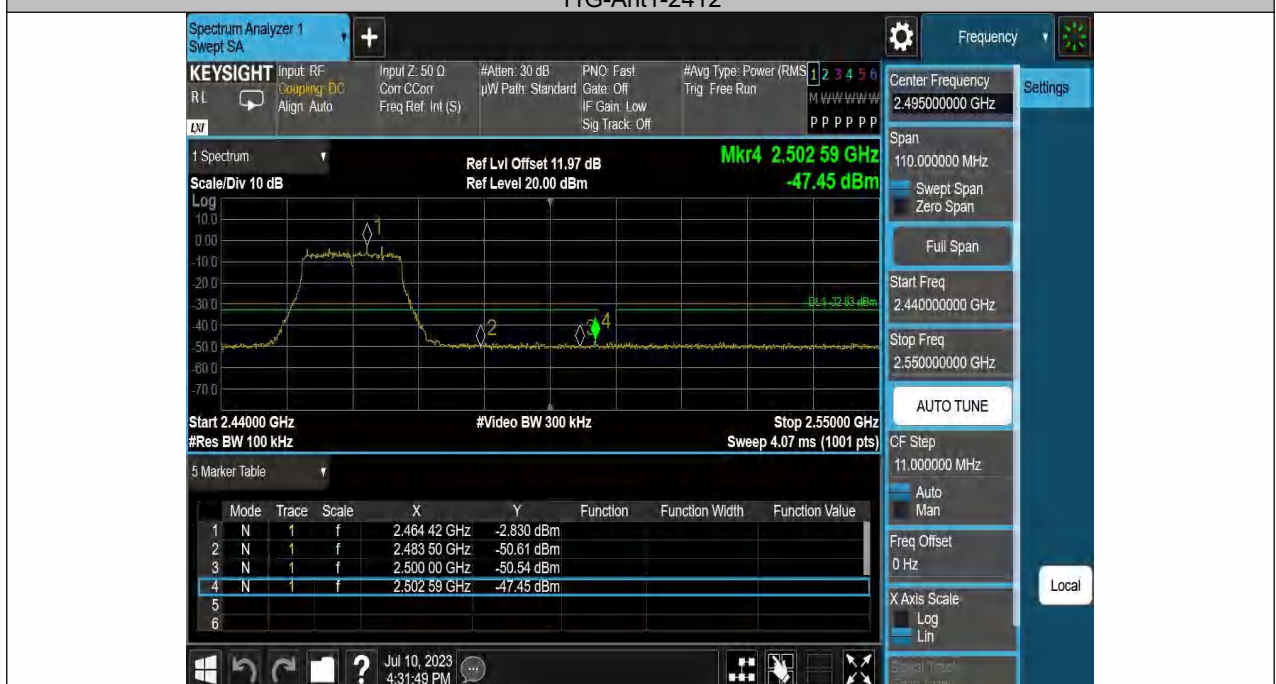 11G-Ant1-2412
Spectrum Analyzer 1
Swept SA
+
Frequency
KEYSIGHT
RL
LXI
Input: RF
Coupling: DC
Align: Auto
Input Z: 50 Ω
Corr CCorr
Freq Ref: Int (S)
#Atten: 30 dB
µW Path: Standard
PNO: Fast
Gate: Off
IF Gain: Low
Sig Track: Off
#Avg Type: Power (RMS
Trig: Free Run
1 2 3 4 5 6
M W W W W W
P P P P P P
Center Frequency
2.495000000 GHz
Settings
Span
110.000000 MHz
Swept Span
Zero Span
Full Span
Start Freq
2.440000000 GHz
Stop Freq
2.550000000 GHz
AUTO TUNE
CF Step
11.000000 MHz
Auto
Man
Freq Offset
0 Hz
X Axis Scale
Log
Lin
Local
1 Spectrum
Ref Lvl Offset 11.97 dB
Mkr4 2.502 59 GHz
Scale/Div 10 dB
Ref Level 20.00 dBm
-47.45 dBm
Log
10.0
0.00
-10.0
-20.0
-30.0
-40.0
-50.0
-60.0
-70.0
1
2
3
4
DL1 -32.83 dBm
Start 2.44000 GHz
#Video BW 300 kHz
Stop 2.55000 GHz
#Res BW 100 kHz
Sweep 4.07 ms (1001 pts)
5 Marker Table
Mode Trace Scale X Y Function Function Width Function Value
1 N 1 f 2.464 42 GHz -2.830 dBm
2 N 1 f 2.483 50 GHz -50.61 dBm
3 N 1 f 2.500 00 GHz -50.54 dBm
4 N 1 f 2.502 59 GHz -47.45 dBm
5
6
?
Jul 10, 2023
4:31:49 PM